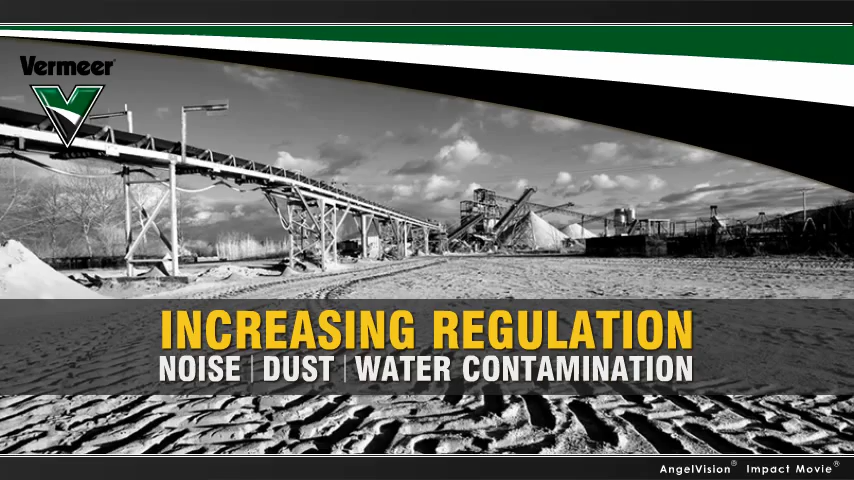 Vermeer®
INCREASING REGULATION
NOISE | DUST | WATER CONTAMINATION
AngelVision® Impact Movie®